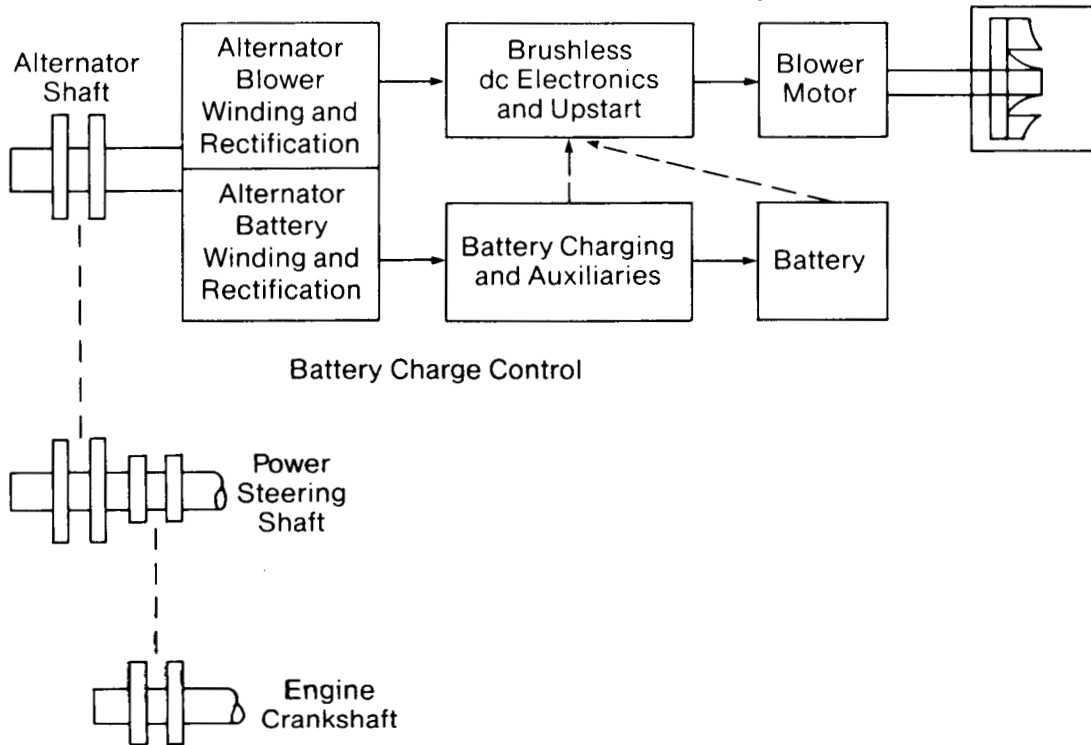 Alternator
Shaft
Alternator
Blower
Winding and
Rectification
Brushless
dc Electronics
and Upstart
Blower
Motor
Alternator
Battery
Winding and
Rectification
Battery Charging
and Auxiliaries
Battery
Battery Charge Control
Power
Steering
Shaft
Engine
Crankshaft